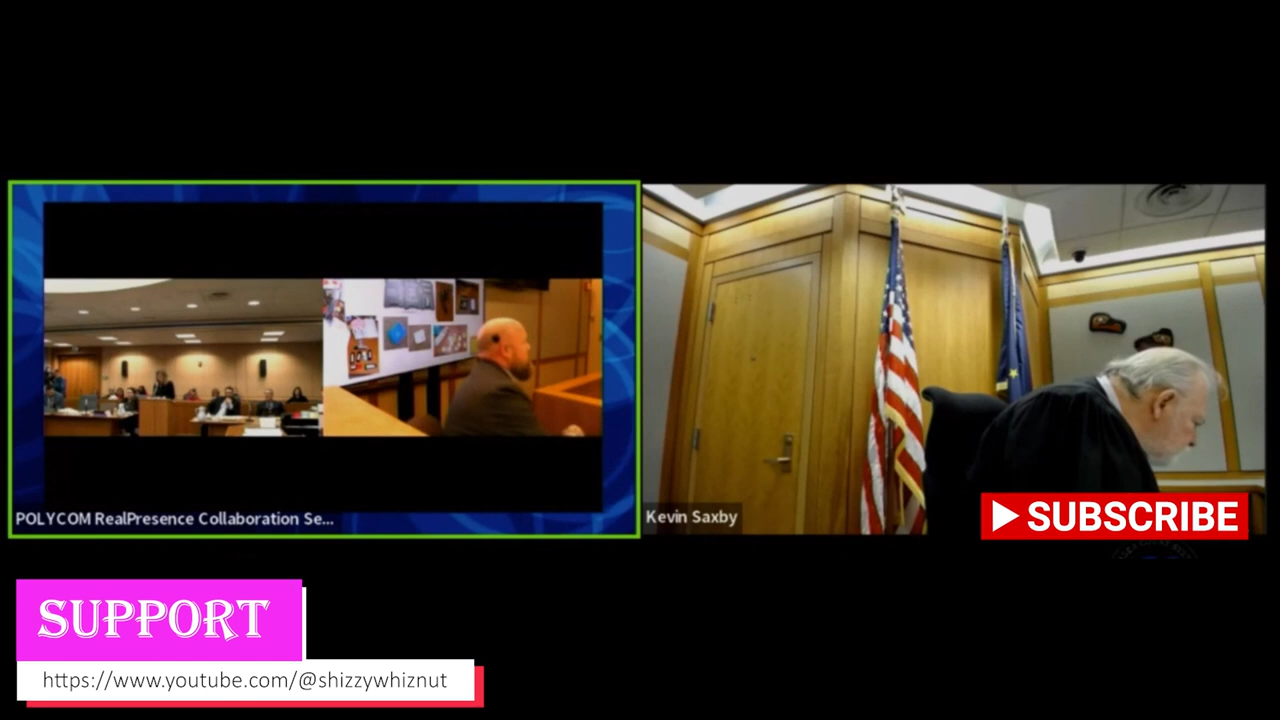 POLYCOM RealPresence Collaboration Se...
Kevin Saxby
SUBSCRIBE
SUPPORT
https://www.youtube.com/@shizzywhiznut